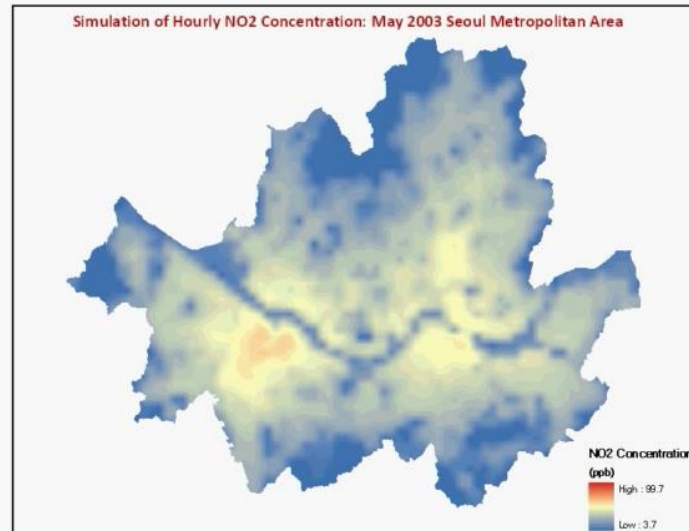 Simulation of Hourly NO2 Concentration: May 2003 Seoul Metropolitan Area
NO2 Concentration
(ppb)
High : 99.7
Low : 3.7